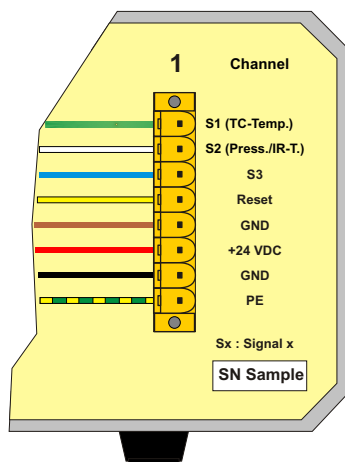 1 Channel
S1 (TC-Temp.)
S2 (Press./IR-T.)
S3
Reset
GND
+24 VDC
GND
PE
Sx : Signal x
SN Sample